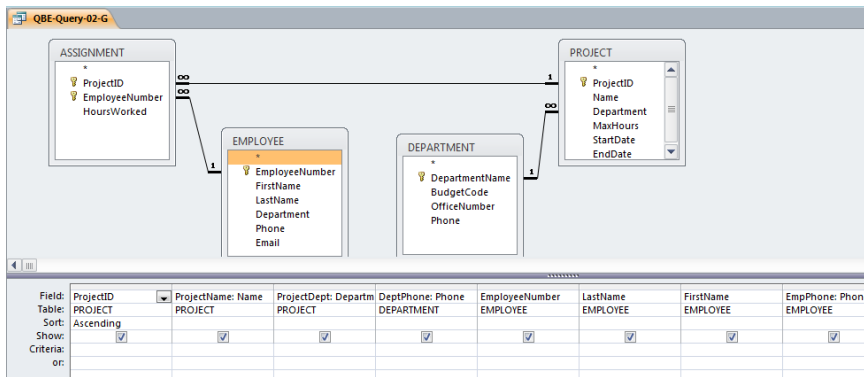 QBE-Query-02-G
ASSIGNMENT
*
ProjectID
EmployeeNumber
HoursWorked
∞
∞
1
EMPLOYEE
*
EmployeeNumber
FirstName
LastName
Department
Phone
Email
DEPARTMENT
*
DepartmentName
BudgetCode
OfficeNumber
Phone
1
1
∞
PROJECT
*
ProjectID
Name
Department
MaxHours
StartDate
EndDate
Field: ProjectID ProjectName: Name ProjectDept: Departm DeptPhone: Phone EmployeeNumber LastName FirstName EmpPhone: Phon
Table: PROJECT PROJECT PROJECT DEPARTMENT EMPLOYEE EMPLOYEE EMPLOYEE EMPLOYEE
Sort: Ascending
Show:
Criteria:
or: